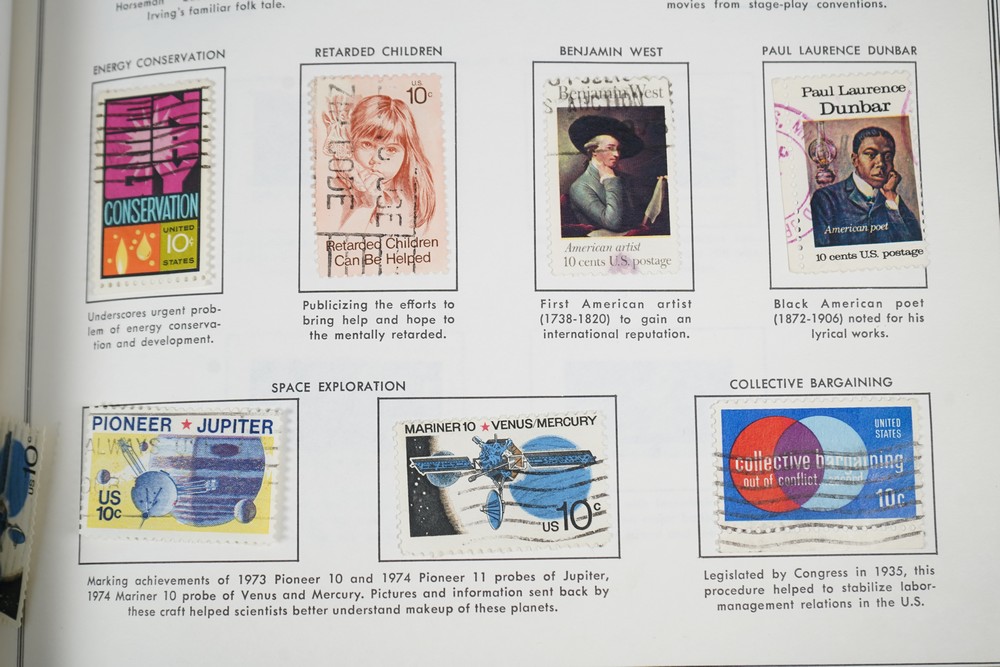 Horseman
Irving's familiar folk tale.
movies from stage-play conventions.
ENERGY CONSERVATION
RETARDED CHILDREN
BENJAMIN WEST
PAUL LAURENCE DUNBAR
CONSERVATION
UNITED
10c
STATES
U.S.
10c
ZIP CODE
Retarded Children
Can Be Helped
AUCTION
Benjamin West
American artist
10 cents U.S. postage
Paul Laurence
Dunbar
American poet
10 cents U.S. postage
Underscores urgent prob-
lem of energy conserva-
tion and development.
Publicizing the efforts to
bring help and hope to
the mentally retarded.
First American artist
(1738-1820) to gain an
international reputation.
Black American poet
(1872-1906) noted for his
lyrical works.
SPACE EXPLORATION
COLLECTIVE BARGAINING
PIONEER ★ JUPITER
ALWAYS
US
10c
MARINER 10 ★ VENUS/MERCURY
US 10c
UNITED
STATES
collective bargaining
out of conflict accord
10c
US 10c
Marking achievements of 1973 Pioneer 10 and 1974 Pioneer 11 probes of Jupiter,
1974 Mariner 10 probe of Venus and Mercury. Pictures and information sent back by
these craft helped scientists better understand makeup of these planets.
Legislated by Congress in 1935, this
procedure helped to stabilize labor-
management relations in the U.S.